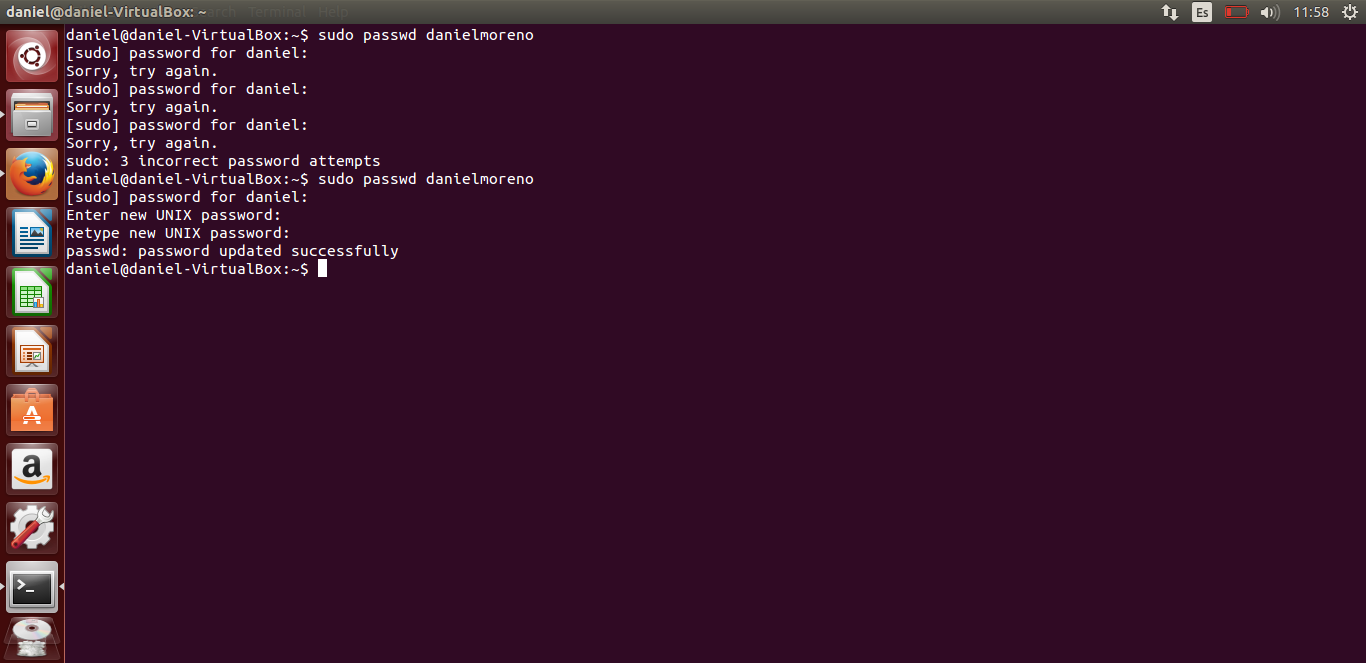 daniel@daniel-VirtualBox: ~
Terminal Help
Es
11:58
daniel@daniel-VirtualBox:~$ sudo passwd danielmoreno
[sudo] password for daniel:
Sorry, try again.
[sudo] password for daniel:
Sorry, try again.
[sudo] password for daniel:
Sorry, try again.
sudo: 3 incorrect password attempts
daniel@daniel-VirtualBox:~$ sudo passwd danielmoreno
[sudo] password for daniel:
Enter new UNIX password:
Retype new UNIX password:
passwd: password updated successfully
daniel@daniel-VirtualBox:~$